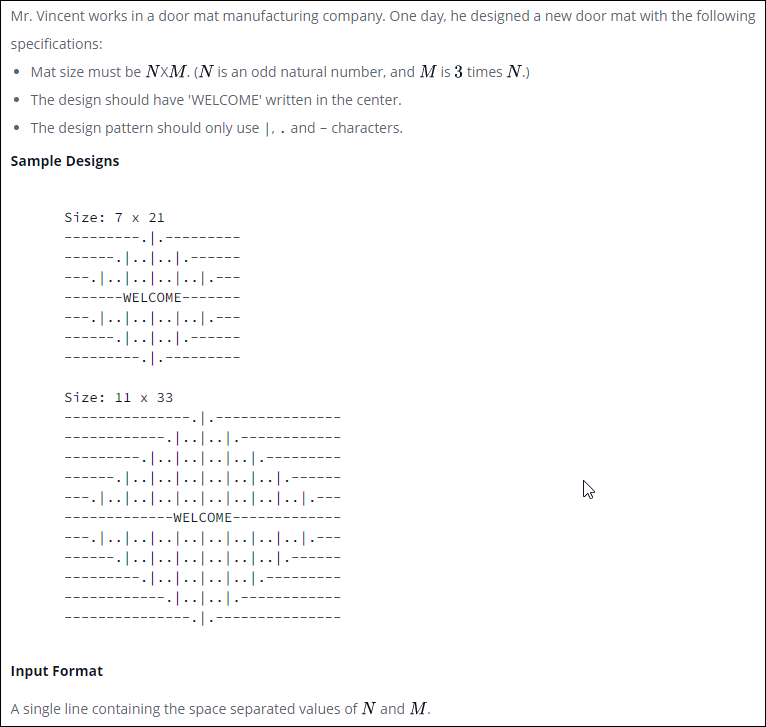 Mr. Vincent works in a door mat manufacturing company. One day, he designed a new door mat with the following
specifications:
• Mat size must be NXM. (N is an odd natural number, and M is 3 times N.)
• The design should have 'WELCOME' written in the center.
• The design pattern should only use |, . and - characters.
Sample Designs
Size: 7 x 21
---------.|.---------
------.|..|..|.------
---.|..|..|..|..|.---
-------WELCOME-------
---.|..|..|..|..|.---
------.|..|..|.------
---------.|.---------
Size: 11 x 33
---------------.|.---------------
------------.|..|..|.------------
---------.|..|..|..|..|.---------
------.|..|..|..|..|..|..|.------
---.|..|..|..|..|..|..|..|..|.---
-------------WELCOME-------------
---.|..|..|..|..|..|..|..|..|.---
------.|..|..|..|..|..|..|.------
---------.|..|..|..|..|.---------
------------.|..|..|.------------
---------------.|.---------------
Input Format
A single line containing the space separated values of N and M.